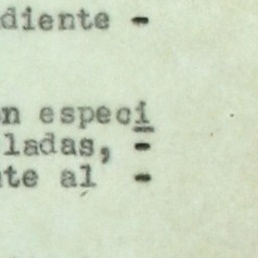 diente -
n especi
ladas, -
te al -